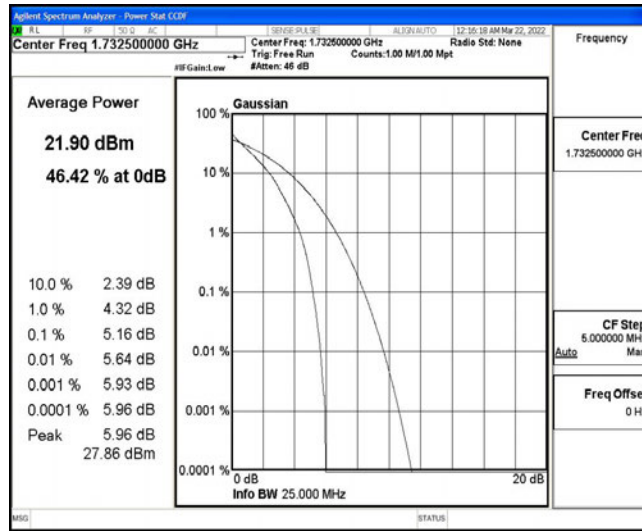 Agilent Spectrum Analyzer - Power Stat CCDF
RL RF 50 Ω AC SENSE:PULSE ALIGN AUTO 12:16:18 AM Mar 22, 2022
Center Freq 1.732500000 GHz
Center Freq: 1.732500000 GHz Radio Std: None
Trig: Free Run Counts:1.00 M/1.00 Mpt
#IFGain:Low #Atten: 46 dB
Frequency
Average Power
21.90 dBm
46.42 % at 0dB
10.0 % 2.39 dB
1.0 % 4.32 dB
0.1 % 5.16 dB
0.01 % 5.64 dB
0.001 % 5.93 dB
0.0001 % 5.96 dB
Peak 5.96 dB
27.86 dBm
Gaussian
100 %
10 %
1 %
0.1 %
0.01 %
0.001 %
0.0001 %
0 dB 20 dB
Info BW 25.000 MHz
Center Freq
1.732500000 GH
CF Step
5.000000 MH
Auto Ma
Freq Offse
0 H
MSG STATUS